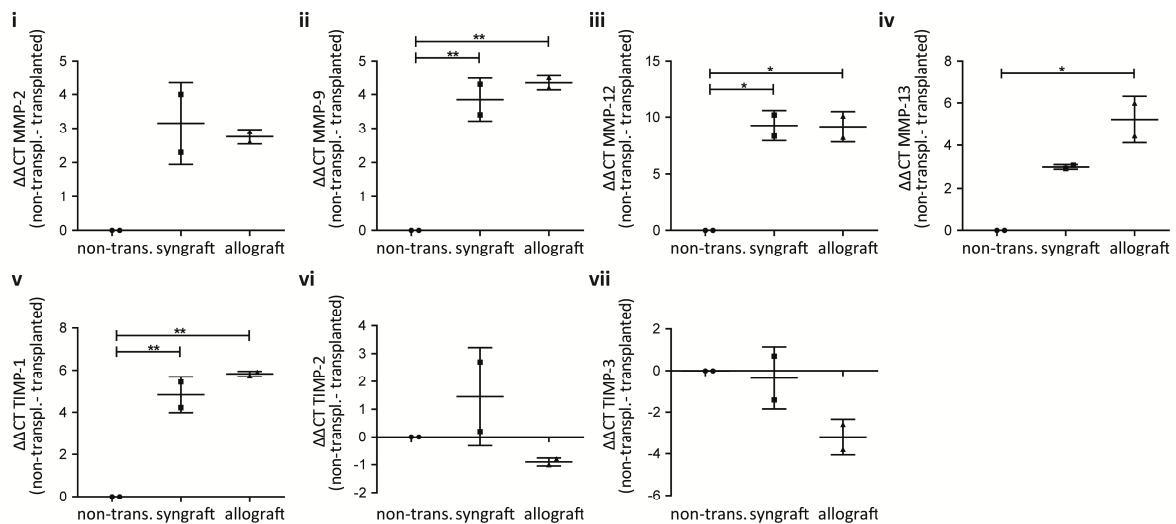 i
ΔΔCT MMP-2
(non-transpl.- transplanted)
5
4
3
2
1
0
non-trans. syngraft allograft
ii
ΔΔCT MMP-9
(non-transpl.- transplanted)
5
4
3
2
1
0
**
**
non-trans. syngraft allograft
iii
ΔΔCT MMP-12
(non-transpl.- transplanted)
15
10
5
0
*
*
non-trans. syngraft allograft
iv
ΔΔCT MMP-13
(non-transpl.- transplanted)
8
6
4
2
0
*
non-trans. syngraft allograft
v
ΔΔCT TIMP-1
(non-transpl.- transplanted)
8
6
4
2
0
**
**
non-trans. syngraft allograft
vi
ΔΔCT TIMP-2
(non-transpl.- transplanted)
4
3
2
1
0
-1
-2
non-trans. syngraft allograft
vii
ΔΔCT TIMP-3
(non-transpl.- transplanted)
2
0
-2
-4
-6
non-trans. syngraft allograft